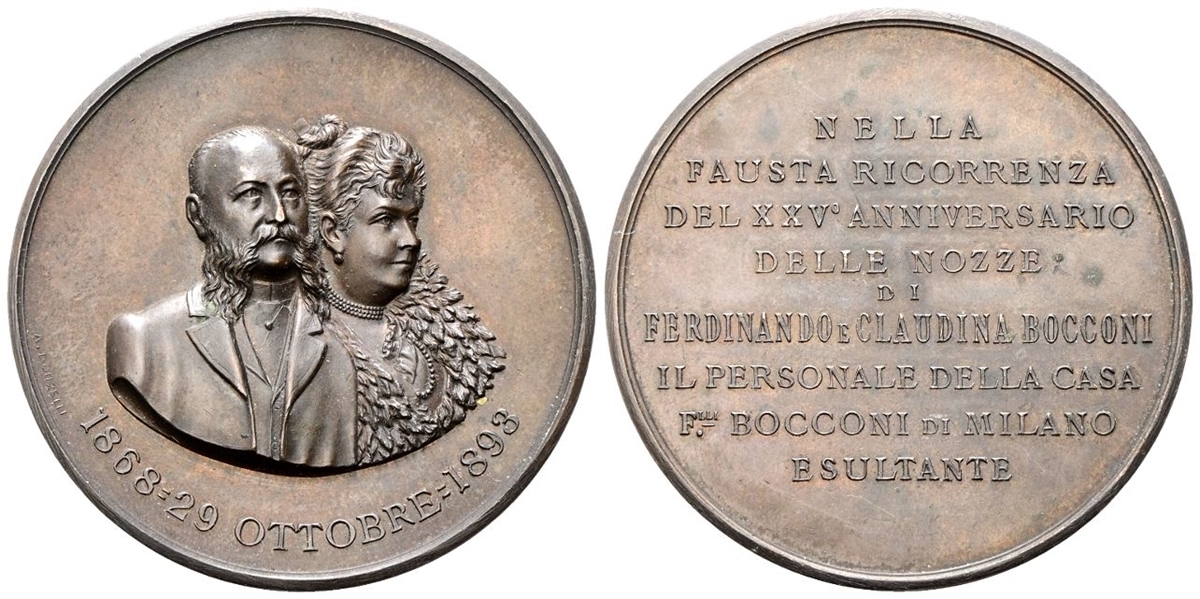 1868=29 OTTOBRE=1893
NELLA
FAUSTA RICORRENZA
DEL XXV° ANNIVERSARIO
DELLE NOZZE
DI
FERDINANDO E CLAUDINA BOCCONI
IL PERSONALE DELLA CASA
F.LLI BOCCONI DI MILANO
ESULTANTE